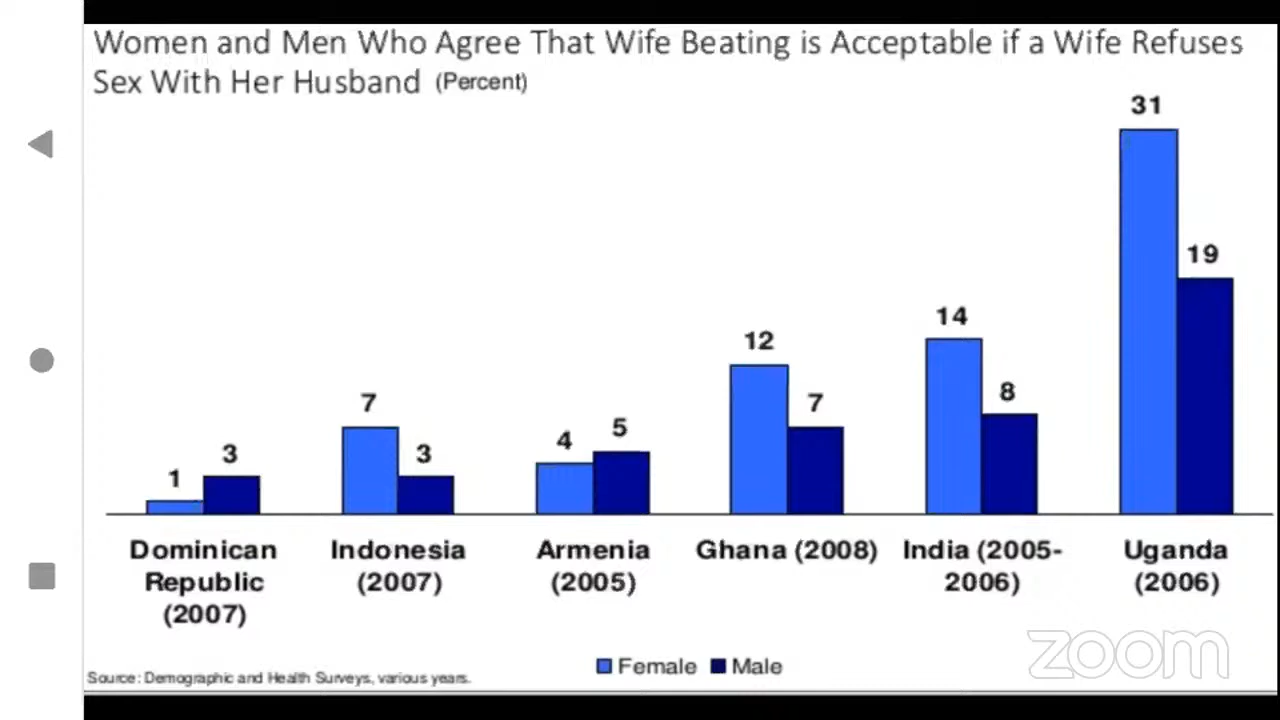 Women and Men Who Agree That Wife Beating is Acceptable if a Wife Refuses
Sex With Her Husband (Percent)
31
19
14
12
8
7
7
5
4
3
3
1
Dominican
Republic
(2007)
Indonesia
(2007)
Armenia
(2005)
Ghana (2008)
India (2005-
2006)
Uganda
(2006)
Female Male
Source: Demographic and Health Surveys, various years.
zoom